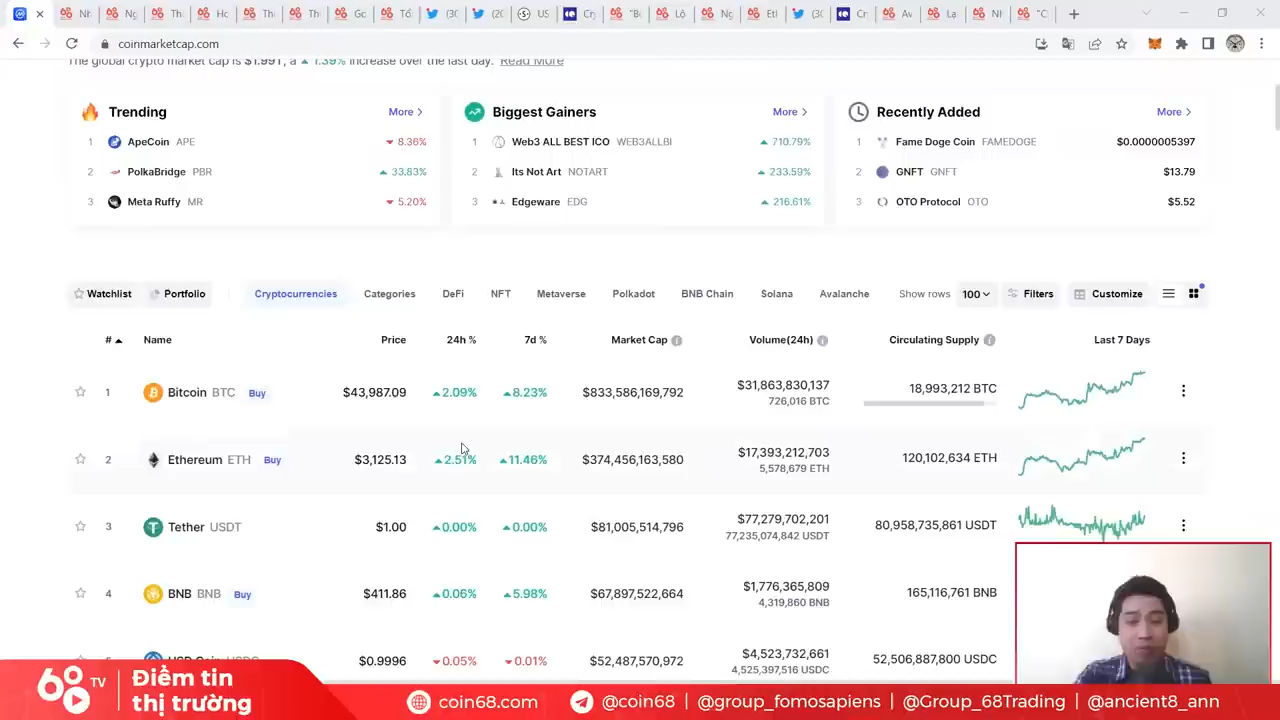 coinmarketcap.com
The global crypto market cap is $1.99T, a 1.39% increase over the last day. Read More
Trending More
1 ApeCoin APE 8.36%
2 PolkaBridge PBR 33.83%
3 Meta Ruffy MR 5.20%
Biggest Gainers More
1 Web3 ALL BEST ICO WEB3ALLBI 710.79%
2 Its Not Art NOTART 233.59%
3 Edgeware EDG 216.61%
Recently Added More
1 Fame Doge Coin FAMEDOGE $0.0000005397
2 GNFT GNFT $13.79
3 OTO Protocol OTO $5.52
Watchlist Portfolio Cryptocurrencies Categories DeFi NFT Metaverse Polkadot BNB Chain Solana Avalanche Show rows 100 Filters Customize
# Name Price 24h % 7d % Market Cap Volume(24h) Circulating Supply Last 7 Days
1 Bitcoin BTC Buy $43,987.09 2.09% 8.23% $833,586,169,792 $31,863,830,137 18,993,212 BTC
726,016 BTC
2 Ethereum ETH Buy $3,125.13 2.51% 11.46% $374,456,163,580 $17,393,212,703 120,102,634 ETH
5,578,679 ETH
3 Tether USDT $1.00 0.00% 0.00% $81,005,514,796 $77,279,702,201 80,958,735,861 USDT
77,235,074,842 USDT
4 BNB BNB Buy $411.86 0.06% 5.98% $67,897,522,664 $1,776,365,809 165,116,761 BNB
4,319,860 BNB
$0.9996 0.05% 0.01% $52,487,570,972 $4,523,732,661 52,506,887,800 USDC
4,525,397,516 USDC
68 TV
Điểm tin
thị trường
coin68.com @coin68 | @group_fomosapiens | @Group_68Trading | @ancient8_ann